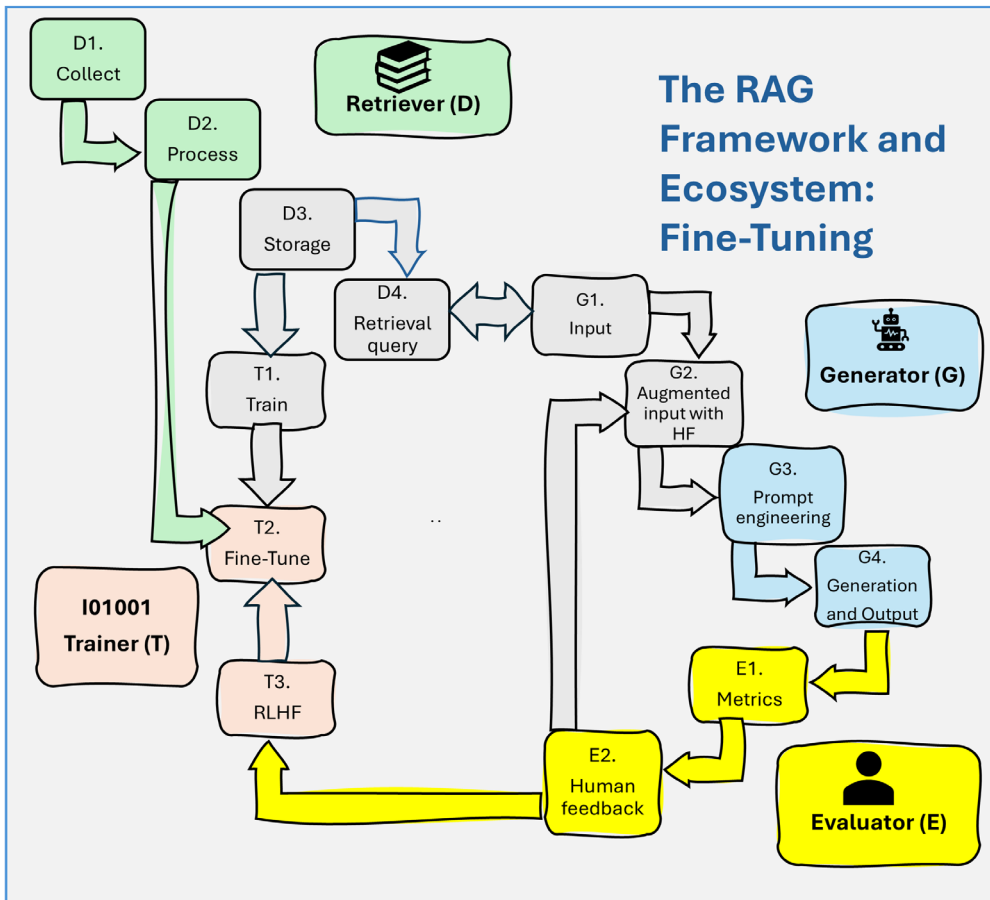 D1.
Collect
Retriever (D)
The RAG
Framework and
Ecosystem:
Fine-Tuning
D2.
Process
D3.
Storage
D4.
Retrieval
query
G1.
Input
Generator (G)
T1.
Train
G2.
Augmented
input with
HF
G3.
Prompt
engineering
T2.
Fine-Tune
..
G4.
Generation
and Output
I01001
Trainer (T)
T3.
RLHF
E1.
Metrics
E2.
Human
feedback
Evaluator (E)